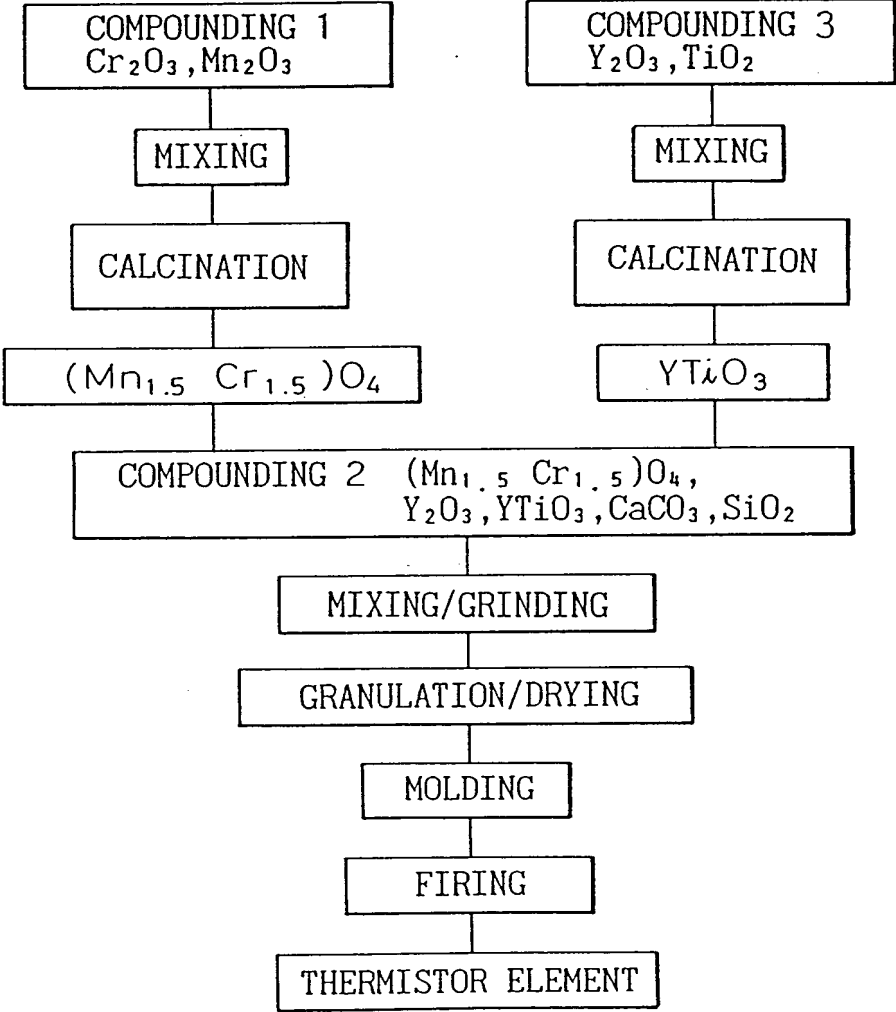 COMPOUNDING 1
Cr₂O₃,Mn₂O₃
MIXING
CALCINATION
(Mn₁.₅ Cr₁.₅)O₄
COMPOUNDING 3
Y₂O₃,TiO₂
MIXING
CALCINATION
YTiO₃
COMPOUNDING 2 (Mn₁.₅ Cr₁.₅)O₄,
Y₂O₃,YTiO₃,CaCO₃,SiO₂
MIXING/GRINDING
GRANULATION/DRYING
MOLDING
FIRING
THERMISTOR ELEMENT